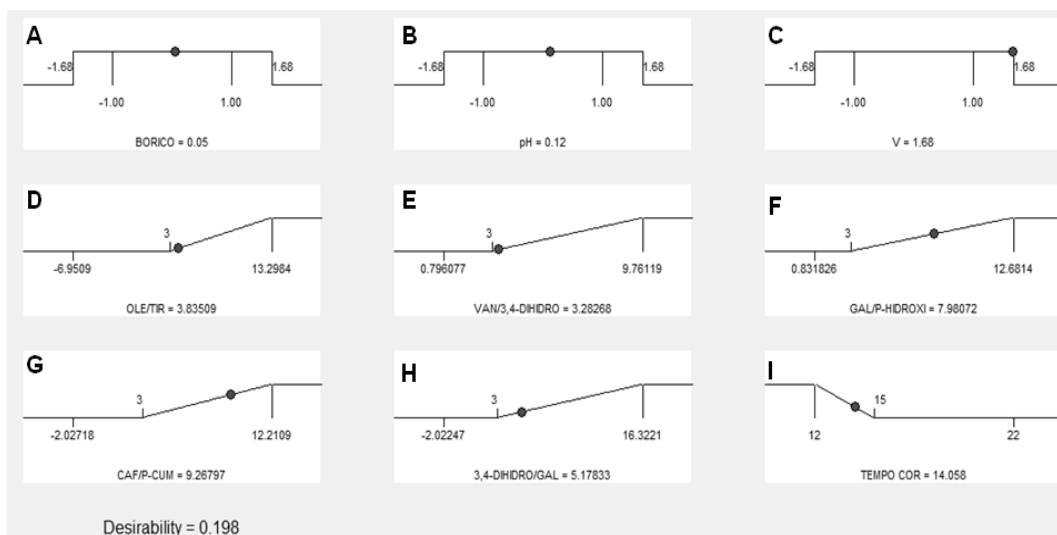 A
B
C
-1.68
1.68
-1.68
1.68
-1.68
1.68
-1.00
1.00
-1.00
1.00
-1.00
1.00
BORICO = 0.05
pH = 0.12
V = 1.68
D
E
F
3
3
3
-6.9509
13.2984
0.796077
9.76119
0.831826
12.6814
OLE/TIR = 3.83509
VAN/3,4-DIHIDRO = 3.28268
GAL/P-HIDROXI = 7.98072
G
H
I
3
3
15
-2.02718
12.2109
-2.02247
16.3221
12
22
CAF/P-CUM = 9.26797
3,4-DIHIDRO/GAL = 5.17833
TEMPO COR = 14.058
Desirability = 0.198